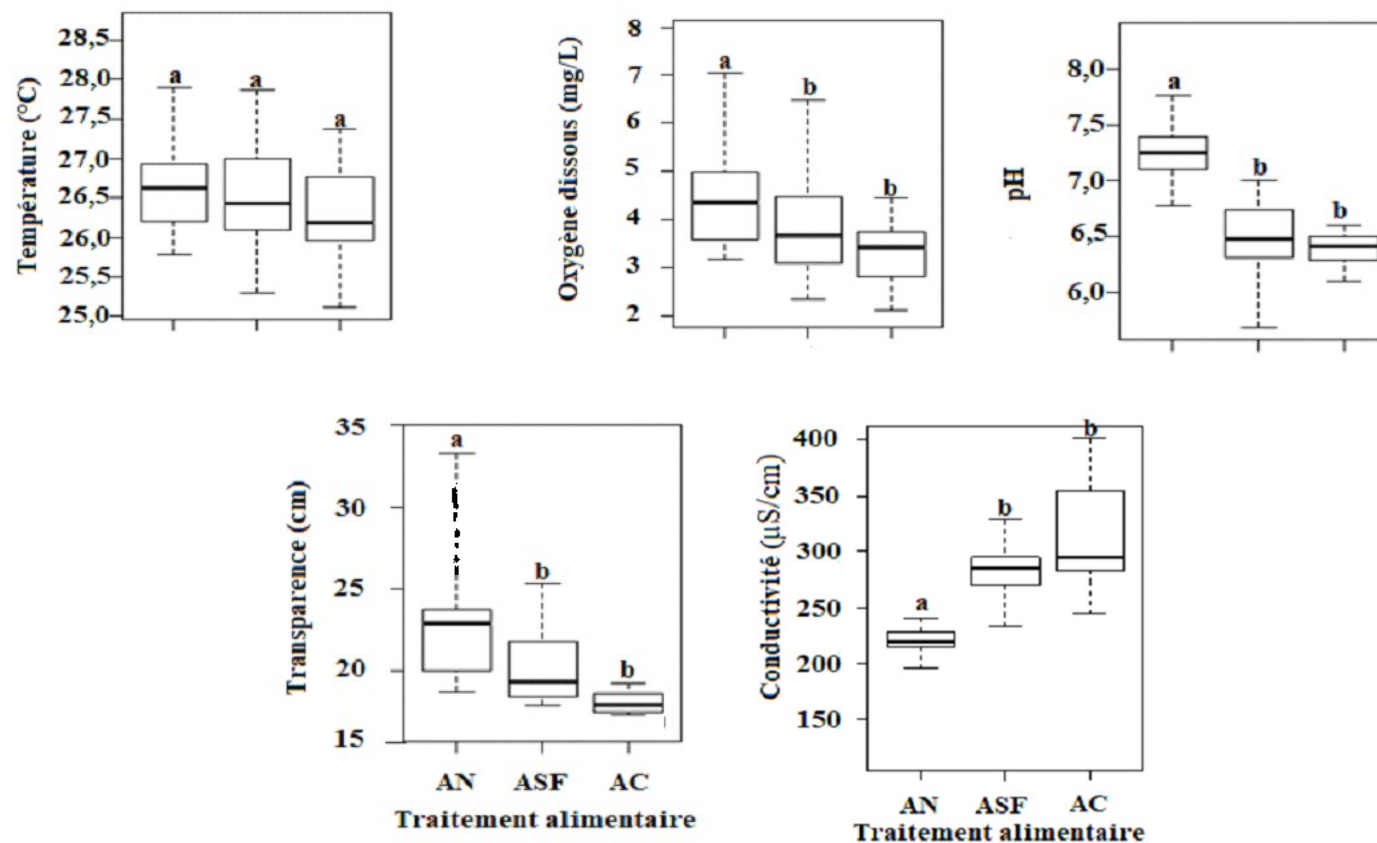 Température (°C)
28,5
28,0
27,5
27,0
26,5
26,0
25,5
25,0
a
a
a
Oxygène dissous (mg/L)
8
7
6
5
4
3
2
a
b
b
pH
8,0
7,5
7,0
6,5
6,0
a
b
b
Transparence (cm)
35
30
25
20
15
a
b
b
AN ASF AC
Traitement alimentaire
Conductivité (µS/cm)
400
350
300
250
200
150
a
b
b
AN ASF AC
Traitement alimentaire